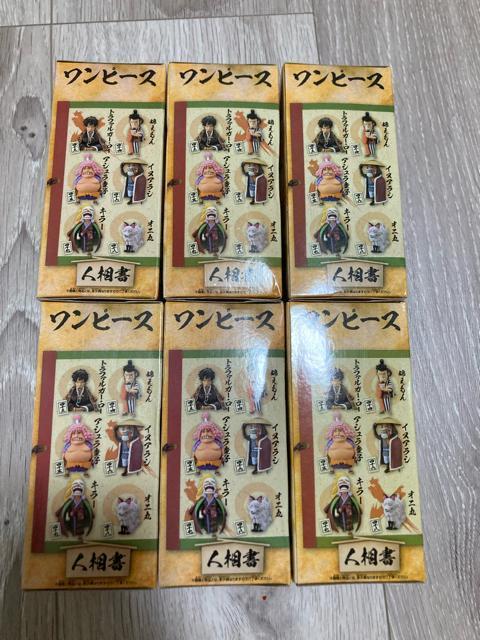 ワンピース
錦えもん
トラファルガー・ロー
イヌアラシ
アシュラ童子
オニ丸
キラー
人相書
ワンピース
錦えもん
トラファルガー・ロー
イヌアラシ
アシュラ童子
オニ丸
キラー
人相書
ワンピース
錦えもん
トラファルガー・ロー
イヌアラシ
アシュラ童子
オニ丸
キラー
人相書
ワンピース
錦えもん
トラファルガー・ロー
イヌアラシ
アシュラ童子
オニ丸
キラー
人相書
ワンピース
錦えもん
トラファルガー・ロー
イヌアラシ
アシュラ童子
オニ丸
キラー
人相書
ワンピース
錦えもん
トラファルガー・ロー
イヌアラシ
アシュラ童子
オニ丸
キラー
人相書